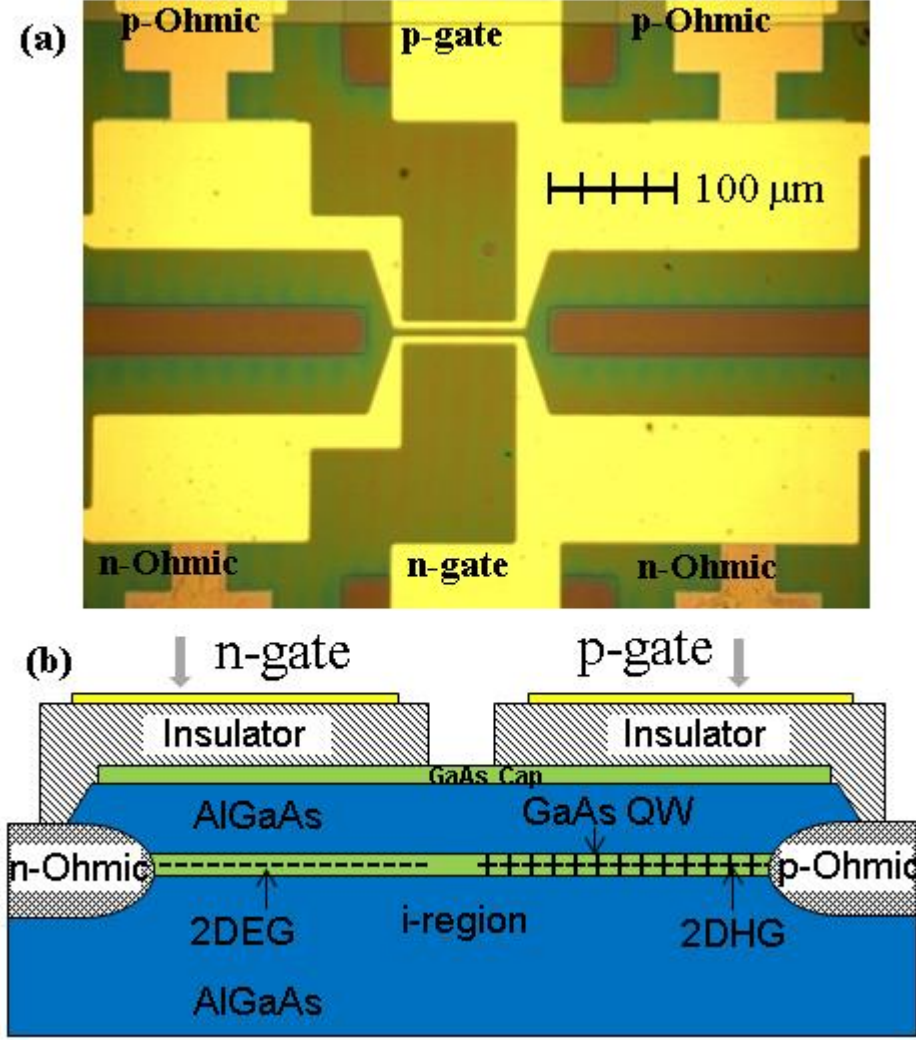 (a)
p-Ohmic
p-gate
p-Ohmic
100 μm
n-Ohmic
n-gate
n-Ohmic
(b)
n-gate
p-gate
Insulator
Insulator
GaAs Cap
AlGaAs
GaAs QW
n-Ohmic
p-Ohmic
2DEG
i-region
2DHG
AlGaAs